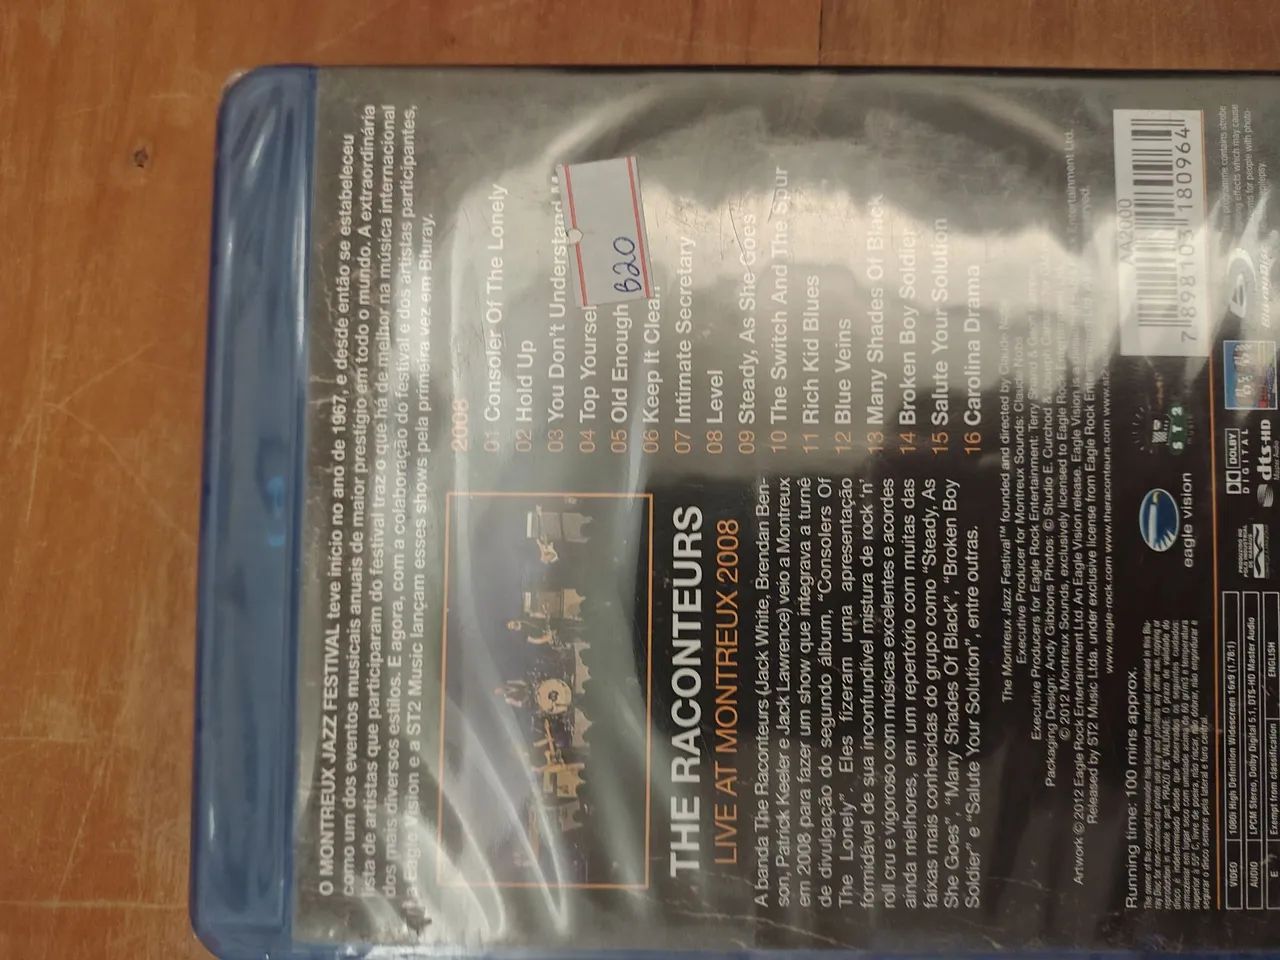 O MONTREUX JAZZ FESTIVAL teve início no ano de 1967, e desde então se estabeleceu
como um dos eventos musicais anuais de maior prestígio em todo o mundo. A extraordinária
lista de artistas que participaram do festival traz o que há de melhor na música internacional
dos mais diversos estilos. E agora, com a colaboração do festival e dos artistas participantes,
a Eagle Vision e a ST2 Music lançam esses shows pela primeira vez em Bluray.
THE RACONTEURS
LIVE AT MONTREUX 2008
A banda The Raconteurs (Jack White, Brendan Ben-
son, Patrick Keeler e Jack Lawrence) veio a Montreux
em 2008 para fazer um show que integrava a turnê
de divulgação do segundo álbum, "Consolers Of
The Lonely". Eles fizeram uma apresentação
formidável de sua inconfundível mistura de rock 'n'
roll cru e vigoroso com músicas excelentes e acordes
ainda melhores, em um repertório com muitas das
faixas mais conhecidas do grupo como "Steady, As
She Goes", "Many Shades Of Black", "Broken Boy
Soldier" e "Salute Your Solution", entre outras.
2008
01 Consoler Of The Lonely
02 Hold Up
03 You Don't Understand
04 Top
05 Old Enough
06 Keep It Clean
07 Intimate Secretary
08 Level
09 Steady, As She Goes
10 The Switch And The Spur
11 Rich Kid Blues
12 Blue Veins
13 Many Shades Of Black
14 Broken Boy Soldier
15 Salute Your Solution
16 Carolina Drama
B20
The Montreux Jazz Festival™ founded and directed by Claude
Executive Producer for Montreux Sounds: Claude Nobs
Executive Producers for Eagle Rock Entertainment: Terry Shand &
Packaging Design: Andy Gibbons Photos: © Studio E. Curchod &
© 2012 Montreux Sounds, exclusively licensed to Eagle Rock
Artwork © 2012 Eagle Rock Entertainment Ltd. An Eagle Vision release. Eagle Vision is
Released by ST2 Music Ltda. under exclusive license from Eagle Rock
www.eagle-rock.com www.theraconteurs.com
Running time: 100 mins approx.
eagle vision
ST2
AA2000
7 898103 180964
VIDEO 1080i High Definition Widescreen 16x9 (1.78:1)
AUDIO LPCM Stereo, Dolby Digital 5.1, DTS-HD Master Audio
E Exempt from classification ENGLISH
DOLBY
DIGITAL
dts-HD